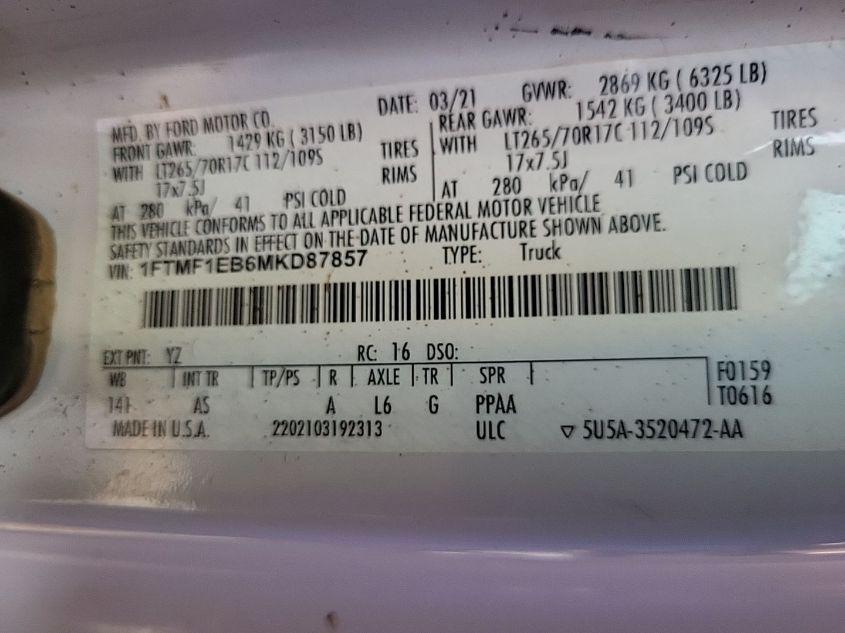 MFD. BY FORD MOTOR CO. DATE: 03/21 GVWR: 2869 KG ( 6325 LB)
FRONT GAWR: 1429 KG ( 3150 LB) REAR GAWR: 1542 KG ( 3400 LB)
WITH LT265/70R17C 112/109S TIRES WITH LT265/70R17C 112/109S TIRES
17x7.5J RIMS 17x7.5J RIMS
AT 280 kPa/ 41 PSI COLD AT 280 kPa/ 41 PSI COLD
THIS VEHICLE CONFORMS TO ALL APPLICABLE FEDERAL MOTOR VEHICLE
SAFETY STANDARDS IN EFFECT ON THE DATE OF MANUFACTURE SHOWN ABOVE.
VIN: 1FTMF1EB6MKD87857 TYPE: Truck
EXT PNT: YZ RC: 16 DSO:
WB INT TR TP/PS R AXLE TR SPR F0159
141 AS A L6 G PPAA T0616
MADE IN U.S.A. 2202103192313 ULC ▽ 5U5A-3520472-AA